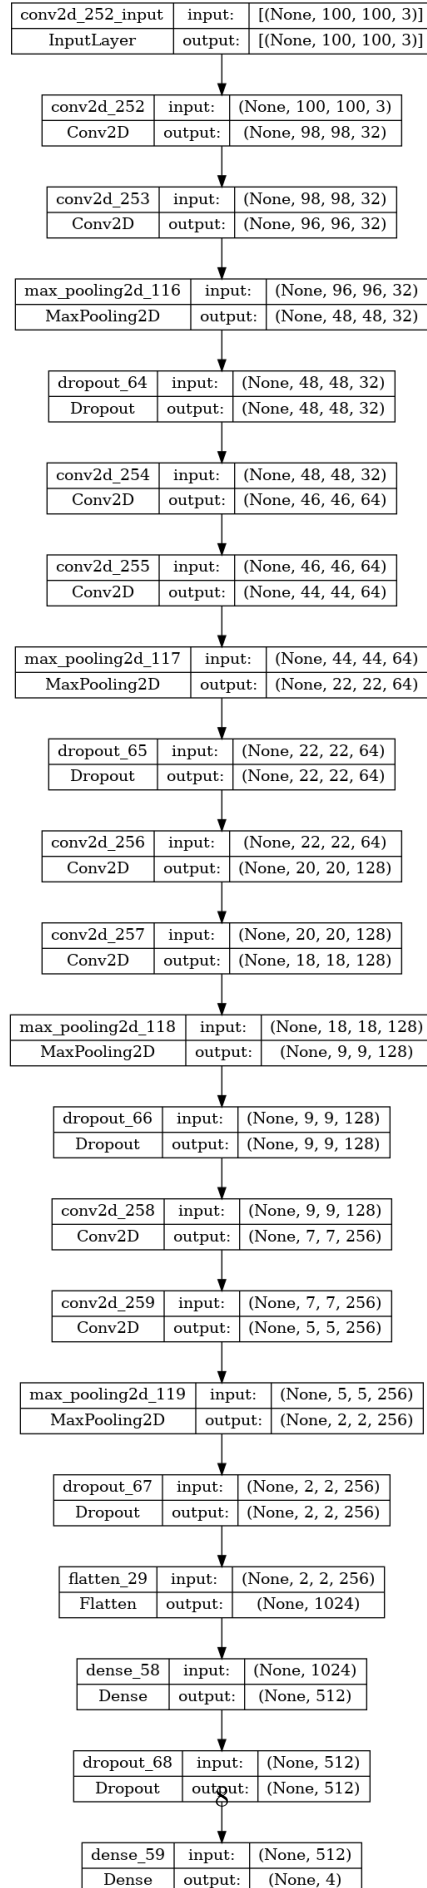 conv2d_252_input input: [(None, 100, 100, 3)]
InputLayer output: [(None, 100, 100, 3)]
conv2d_252 input: (None, 100, 100, 3)
Conv2D output: (None, 98, 98, 32)
conv2d_253 input: (None, 98, 98, 32)
Conv2D output: (None, 96, 96, 32)
max_pooling2d_116 input: (None, 96, 96, 32)
MaxPooling2D output: (None, 48, 48, 32)
dropout_64 input: (None, 48, 48, 32)
Dropout output: (None, 48, 48, 32)
conv2d_254 input: (None, 48, 48, 32)
Conv2D output: (None, 46, 46, 64)
conv2d_255 input: (None, 46, 46, 64)
Conv2D output: (None, 44, 44, 64)
max_pooling2d_117 input: (None, 44, 44, 64)
MaxPooling2D output: (None, 22, 22, 64)
dropout_65 input: (None, 22, 22, 64)
Dropout output: (None, 22, 22, 64)
conv2d_256 input: (None, 22, 22, 64)
Conv2D output: (None, 20, 20, 128)
conv2d_257 input: (None, 20, 20, 128)
Conv2D output: (None, 18, 18, 128)
max_pooling2d_118 input: (None, 18, 18, 128)
MaxPooling2D output: (None, 9, 9, 128)
dropout_66 input: (None, 9, 9, 128)
Dropout output: (None, 9, 9, 128)
conv2d_258 input: (None, 9, 9, 128)
Conv2D output: (None, 7, 7, 256)
conv2d_259 input: (None, 7, 7, 256)
Conv2D output: (None, 5, 5, 256)
max_pooling2d_119 input: (None, 5, 5, 256)
MaxPooling2D output: (None, 2, 2, 256)
dropout_67 input: (None, 2, 2, 256)
Dropout output: (None, 2, 2, 256)
flatten_29 input: (None, 2, 2, 256)
Flatten output: (None, 1024)
dense_58 input: (None, 1024)
Dense output: (None, 512)
dropout_68 input: (None, 512)
Dropout output: (None, 512)
8
dense_59 input: (None, 512)
Dense output: (None, 4)